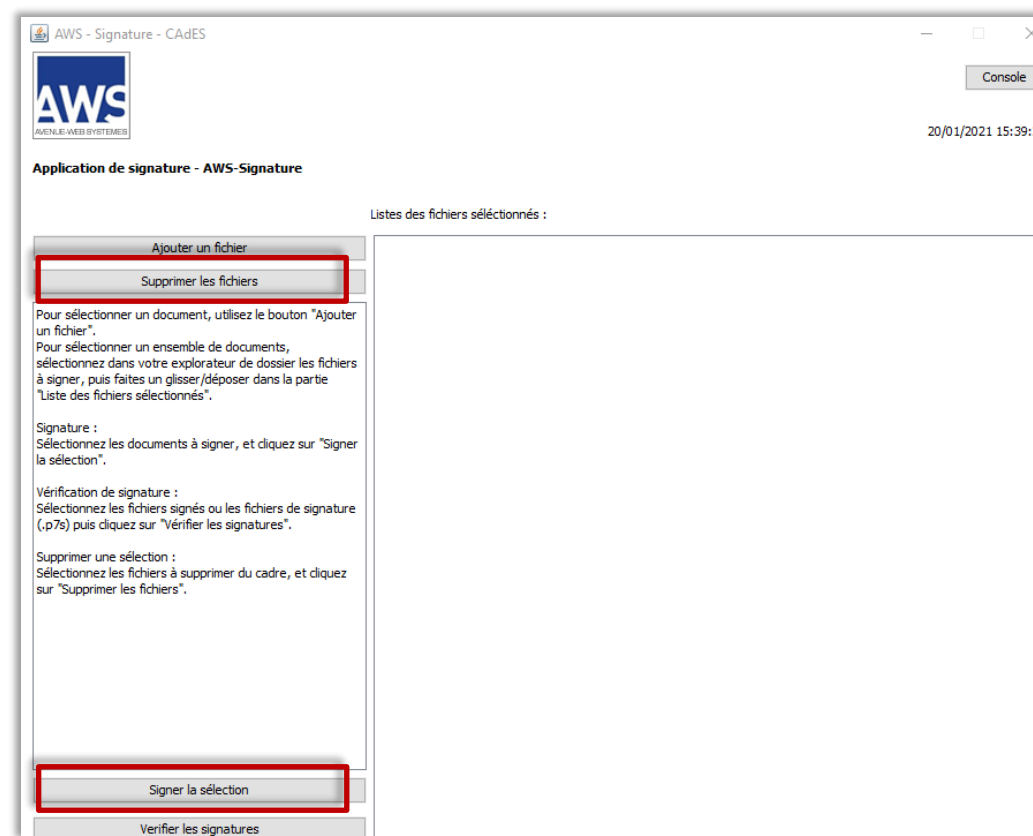 AWS - Signature - CAdES
AWS
AVENUE-WEB SYSTEMES
Console
20/01/2021 15:39:
Application de signature - AWS-Signature
Listes des fichiers séléctionnés :
Ajouter un fichier
Supprimer les fichiers
Pour sélectionner un document, utilisez le bouton "Ajouter
un fichier".
Pour sélectionner un ensemble de documents,
sélectionnez dans votre explorateur de dossier les fichiers
à signer, puis faites un glisser/déposer dans la partie
"Liste des fichiers sélectionnés".
Signature :
Sélectionnez les documents à signer, et cliquez sur "Signer
la sélection".
Vérification de signature :
Sélectionnez les fichiers signés ou les fichiers de signature
(.p7s) puis cliquez sur "Vérifier les signatures".
Supprimer une sélection :
Sélectionnez les fichiers à supprimer du cadre, et cliquez
sur "Supprimer les fichiers".
Signer la sélection
Verifier les signatures